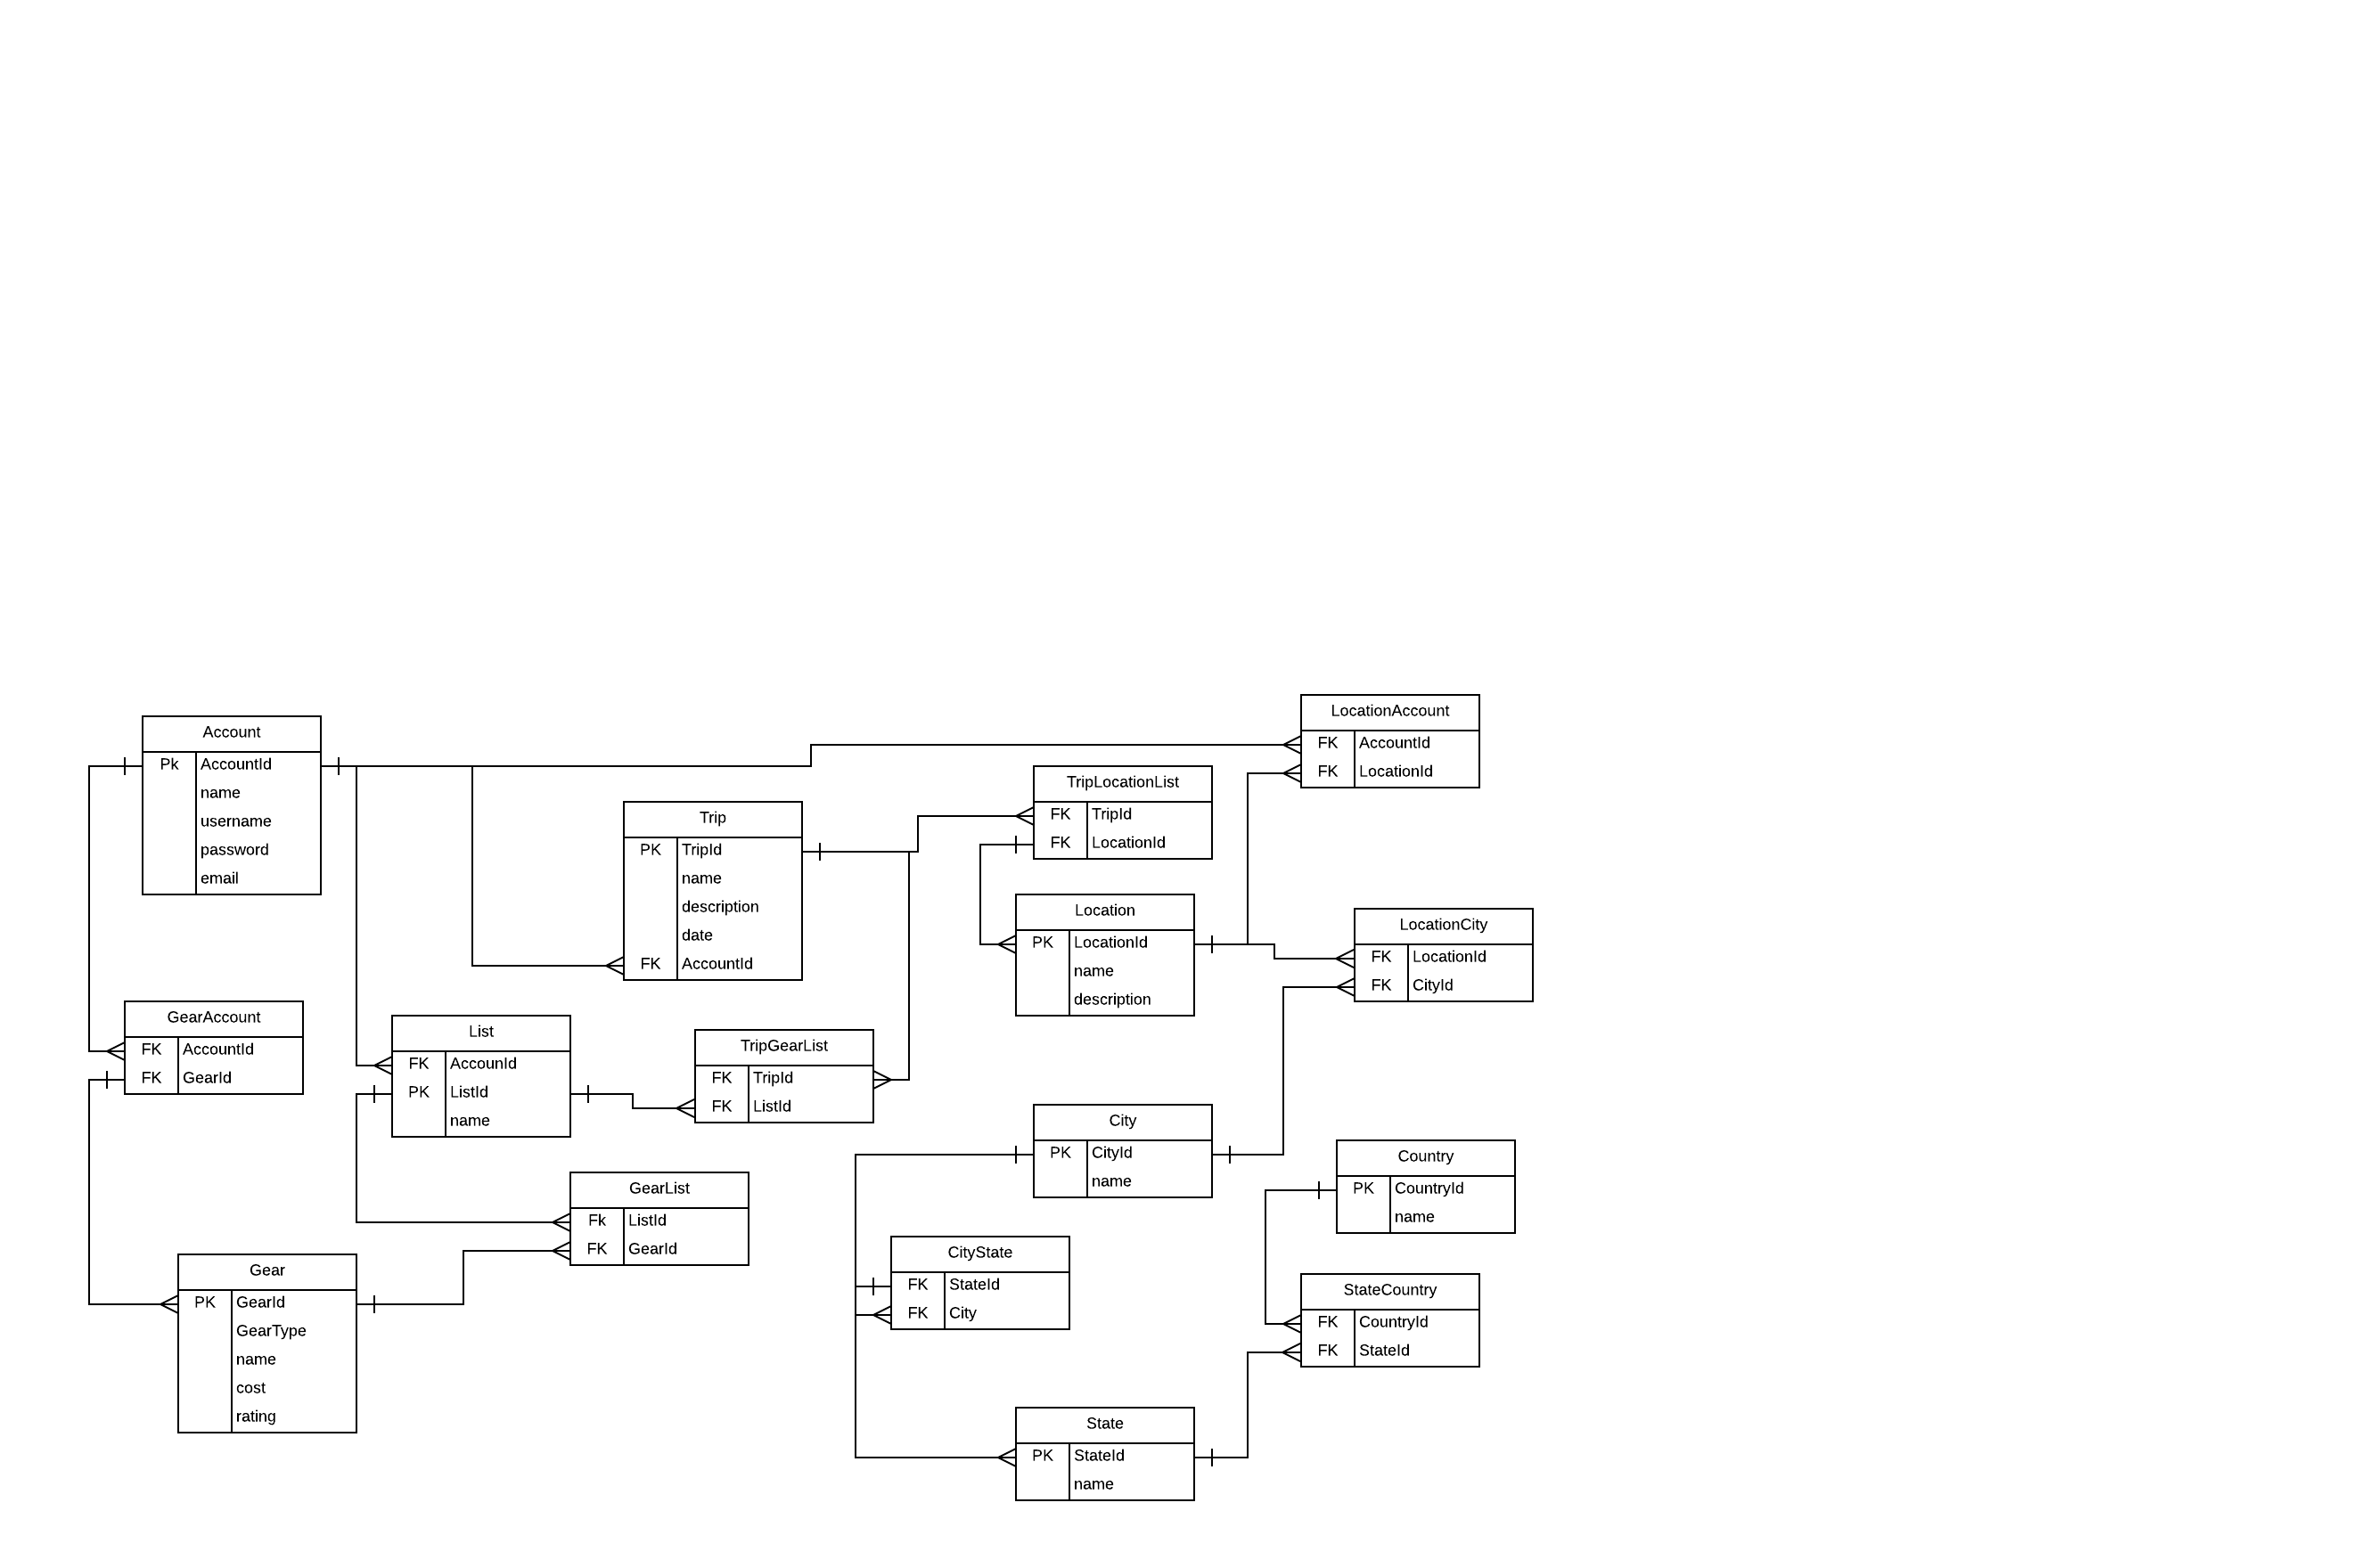 Account
Pk AccountId
name
username
password
email
GearAccount
FK AccountId
FK GearId
Gear
PK GearId
GearType
name
cost
rating
List
FK AccounId
PK ListId
name
GearList
Fk ListId
FK GearId
Trip
PK TripId
name
description
date
FK AccountId
TripGearList
FK TripId
FK ListId
TripLocationList
FK TripId
FK LocationId
Location
PK LocationId
name
description
LocationAccount
FK AccountId
FK LocationId
LocationCity
FK LocationId
FK CityId
City
PK CityId
name
CityState
FK StateId
FK City
State
PK StateId
name
Country
PK CountryId
name
StateCountry
FK CountryId
FK StateId